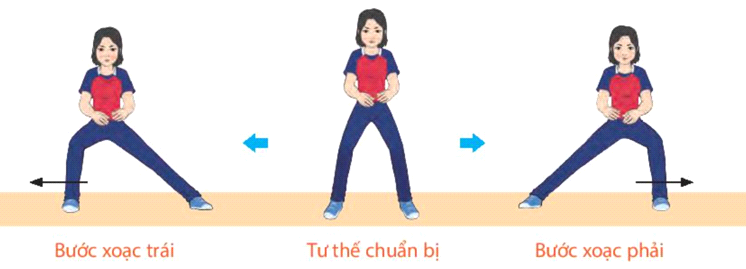 Bước xoạc trái
Tư thế chuẩn bị
Bước xoạc phải